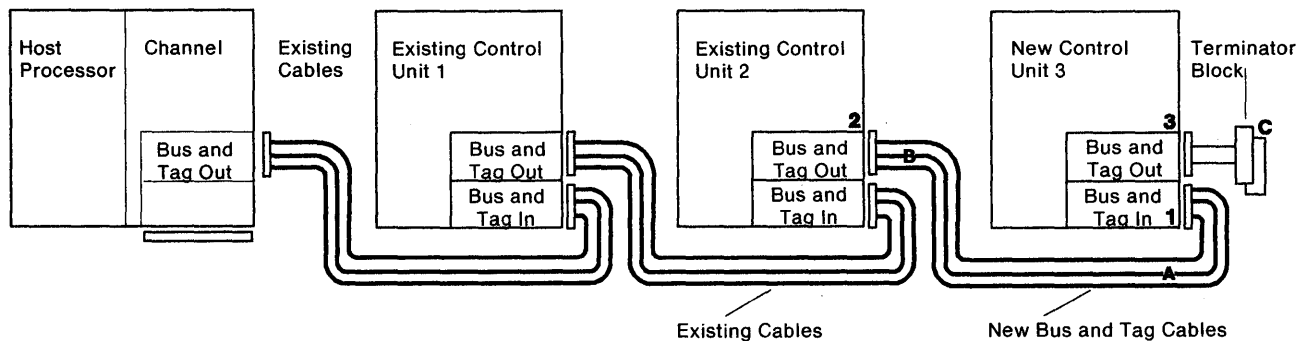 Host
Processor
Channel
Existing
Cables
Existing Control
Unit 1
Existing Control
Unit 2
New Control
Unit 3
Terminator
Block
Bus and
Tag Out
Bus and
Tag Out
Bus and
Tag In
2
B
Bus and
Tag Out
Bus and
Tag In
3
C
Bus and
Tag Out
Bus and
Tag In
1
A
Existing Cables
New Bus and Tag Cables